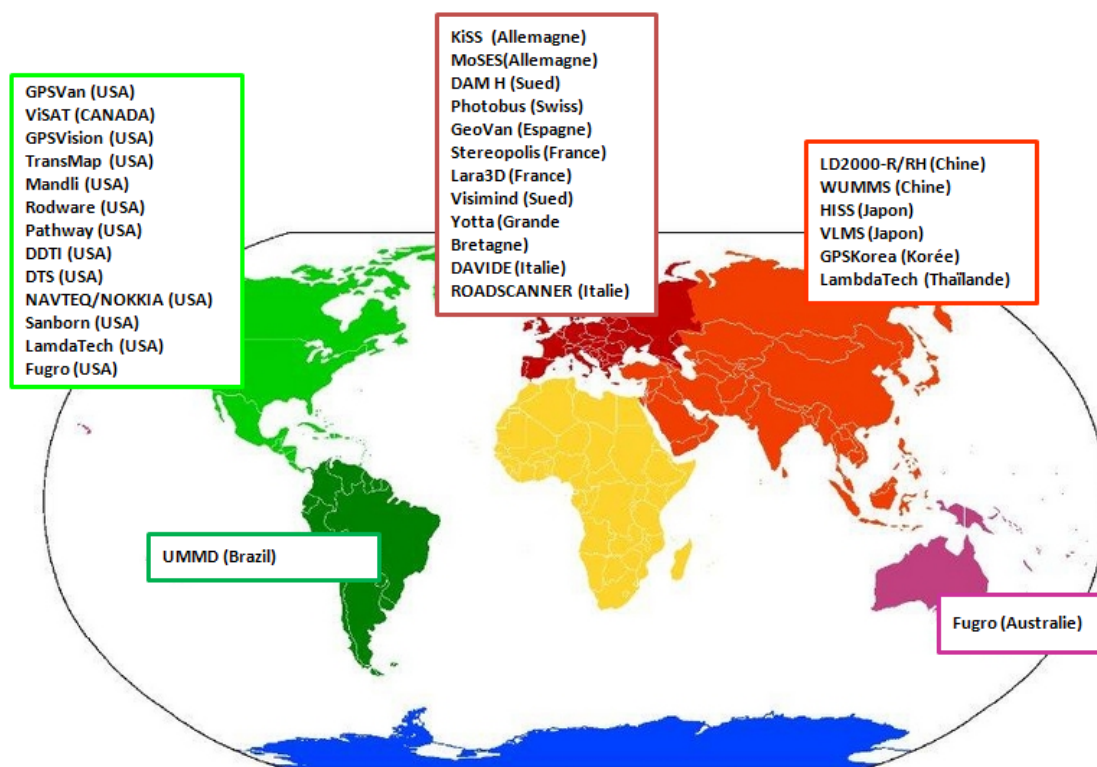 GPSVan (USA)
ViSAT (CANADA)
GPSVision (USA)
TransMap (USA)
Mandli (USA)
Rodware (USA)
Pathway (USA)
DDTI (USA)
DTS (USA)
NAVTEQ/NOKKIA (USA)
Sanborn (USA)
LamdaTech (USA)
Fugro (USA)
KiSS (Allemagne)
MoSES(Allemagne)
DAM H (Sued)
Photobus (Swiss)
GeoVan (Espagne)
Stereopolis (France)
Lara3D (France)
Visimind (Sued)
Yotta (Grande
Bretagne)
DAVIDE (Italie)
ROADSCANNER (Italie)
LD2000-R/RH (Chine)
WUMMS (Chine)
HISS (Japon)
VLMS (Japon)
GPSKorea (Korée)
LambdaTech (Thaïlande)
UMMD (Brazil)
Fugro (Australie)